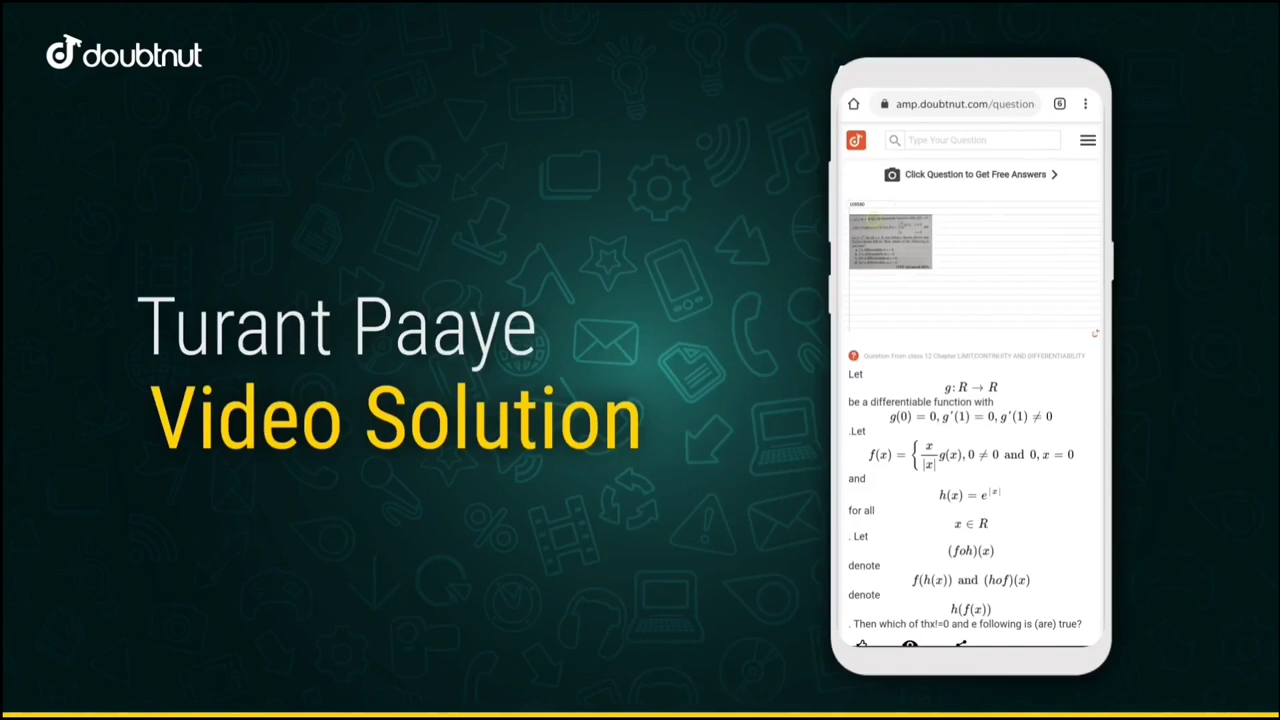 doubtnut
Turant Paaye
Video Solution
amp.doubtnut.com/question
6
Type Your Question
Click Question to Get Free Answers
Question From class 12 Chapter LIMIT,CONTINUITY AND DIFFERENTIABILITY
Let
g: R → R
be a differentiable function with
g(0) = 0, g'(1) = 0, g'(1) ≠ 0
.Let
f(x) = { x/|x| g(x), 0 ≠ 0 and 0, x = 0
and
h(x) = e^|x|
for all
x ∈ R
. Let
(foh)(x)
denote
f(h(x)) and (hof)(x)
denote
h(f(x))
. Then which of thx!=0 and e following is (are) true?